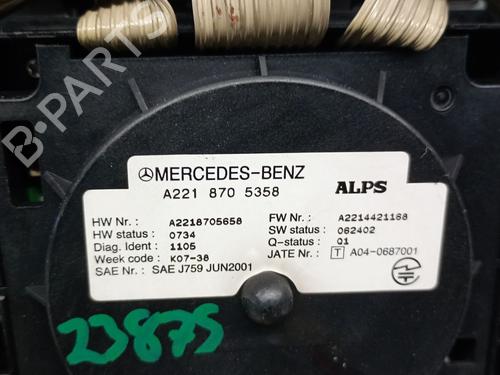 MERCEDES-BENZ
A221 870 5358
ALPS
HW Nr. : A2218705658
HW status : 0734
Diag. Ident : 1105
Week code : K07-38
SAE Nr. : SAE J759 JUN2001
FW Nr. : A2214421168
SW status : 062402
Q-status : 01
JATE Nr. : T A04-0687001
23875
B-PARTS